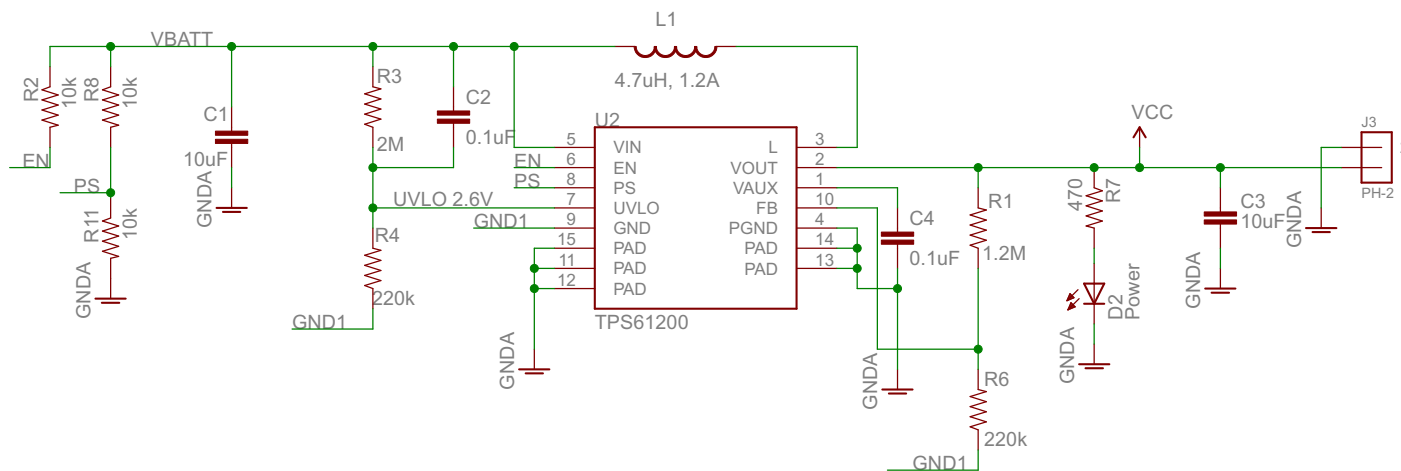 L1
4.7uH, 1.2A
VBATT
R2
10k
R8
10k
EN
PS
R11
10k
GNDA
C1
10uF
GNDA
R3
2M
C2
0.1uF
UVLO 2.6V
R4
220k
GND1
EN
PS
GND1
GNDA
U2
5 VIN
6 EN
8 PS
7 UVLO
9 GND
15 PAD
11 PAD
12 PAD
L 3
VOUT 2
VAUX 1
FB 10
PGND 4
PAD 14
PAD 13
TPS61200
C4
0.1uF
GNDA
R1
1.2M
R6
220k
GND1
470
R7
D2
Power
GNDA
VCC
C3
10uF
GNDA
J3
PH-2
GNDA